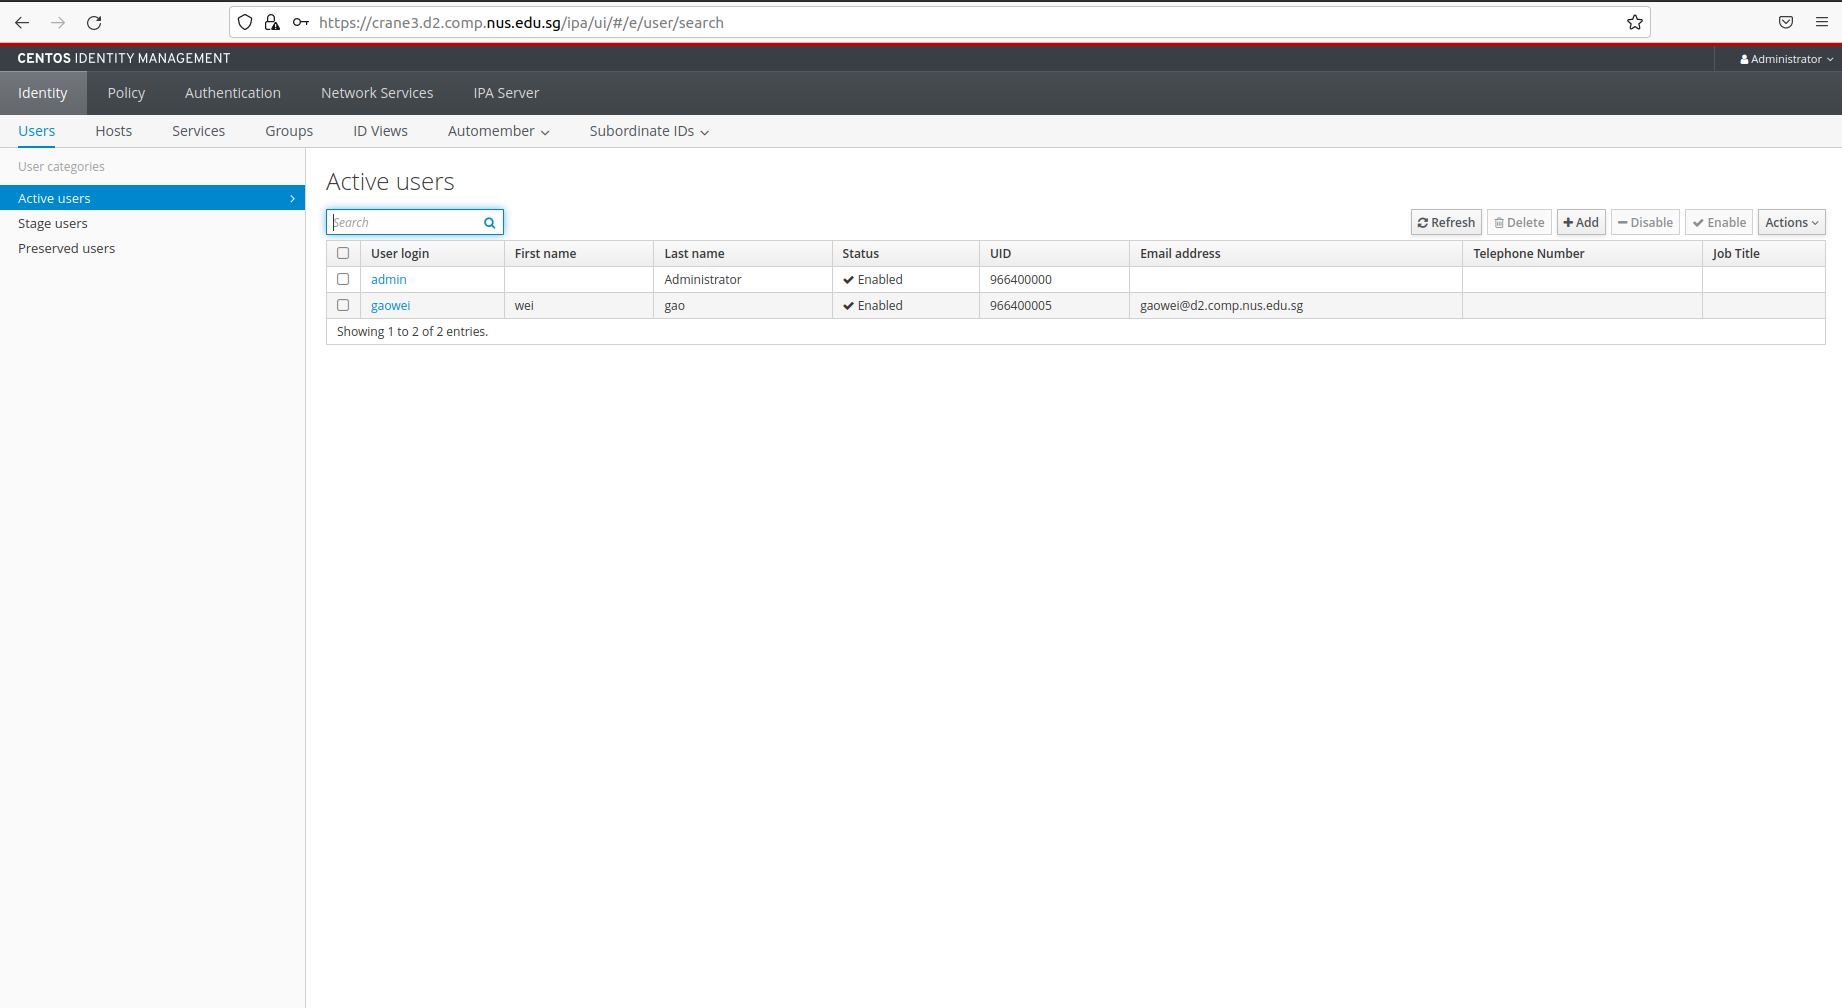 https://crane3.d2.comp.nus.edu.sg/ipa/ui/#/e/user/search
CENTOS IDENTITY MANAGEMENT Administrator
Identity Policy Authentication Network Services IPA Server
Users Hosts Services Groups ID Views Automember Subordinate IDs
User categories
Active users
Stage users
Preserved users
Active users
Search Refresh Delete Add Disable Enable Actions
User login First name Last name Status UID Email address Telephone Number Job Title
admin Administrator Enabled 966400000
gaowei wei gao Enabled 966400005 gaowei@d2.comp.nus.edu.sg
Showing 1 to 2 of 2 entries.